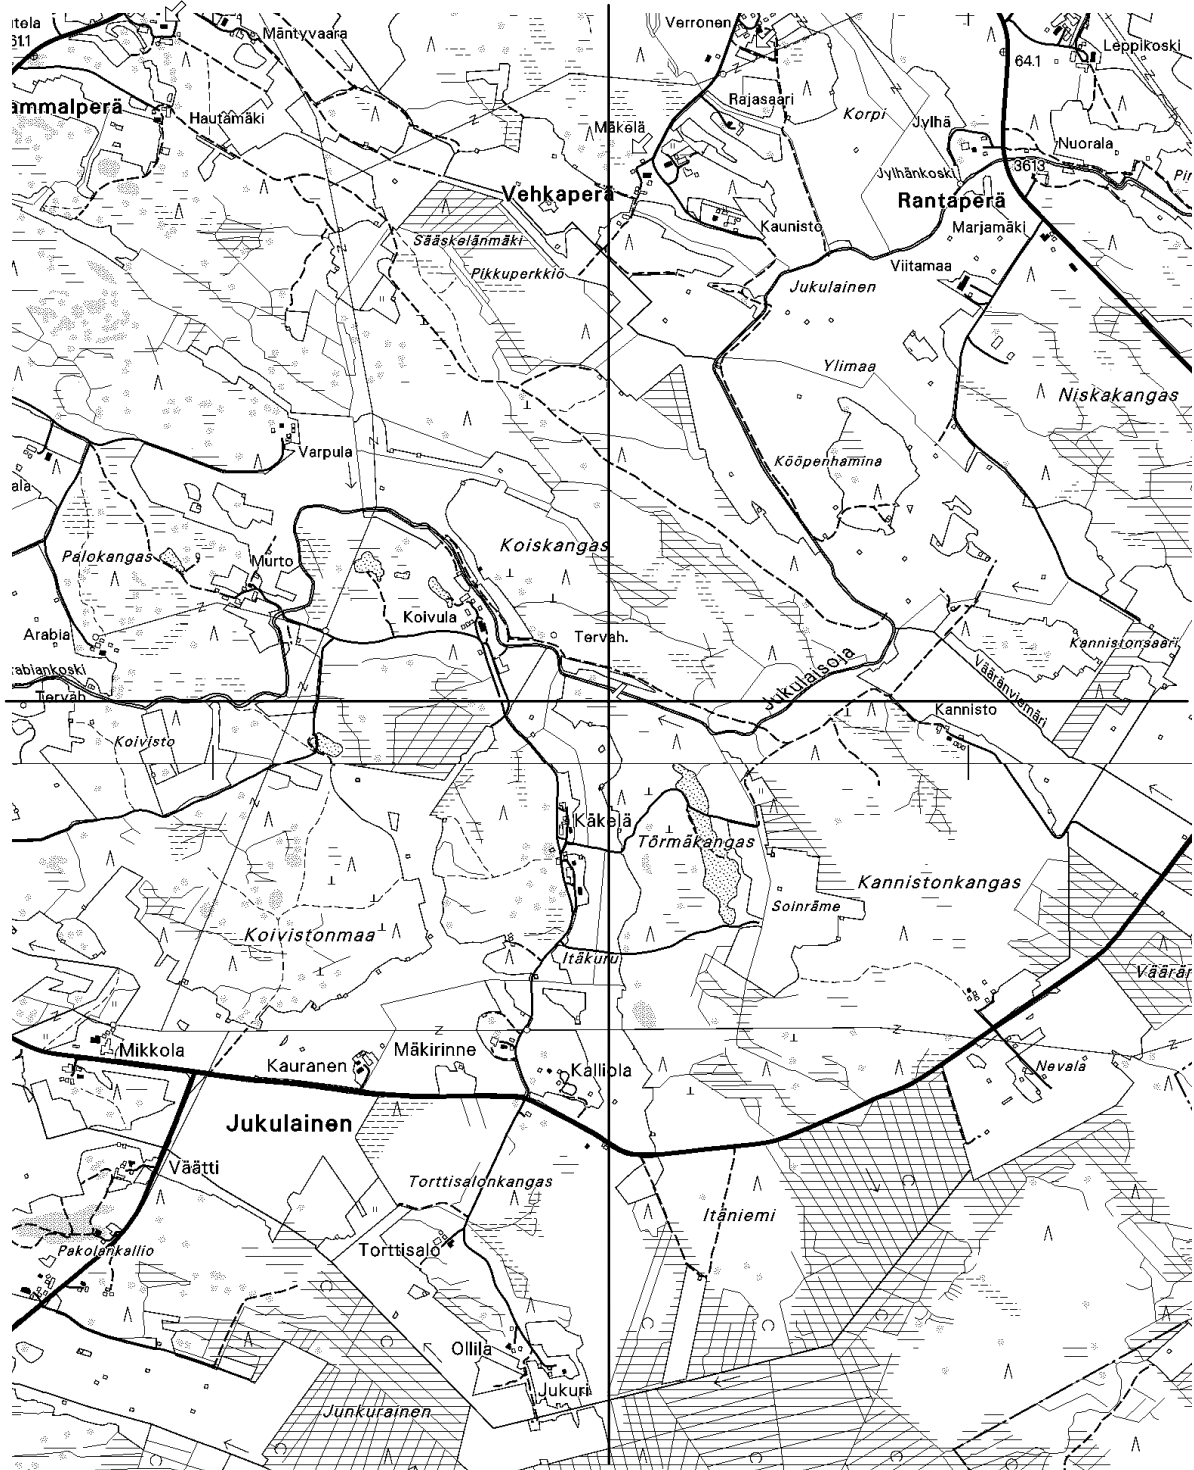 Verronen
Mäntyvaara
61.1
64.1
Leppikoski
Rajasaari
Korpi
Hautamäki
Mäkelä
Jylhä
Nuorala
3613
Jylhänkoski
Vehkaperä
Rantaperä
Kaunisto
Marjamäki
Sääskelänmäki
Viitamaa
Pikkuperkkiö
Jukulainen
Ylimaa
Niskakangas
Varpula
Kööpenhamina
Koiskangas
Palokangas
Murto
Koivula
Arabia
Tervah.
Kannistonsaari
Jukulaisoja
Vääränviemäri
Tervah.
Kannisto
Koivisto
Käkelä
Törmäkangas
Kannistonkangas
Soinräme
Koivistonmaa
Itäkuru
Mikkola
Mäkirinne
Kauranen
Kalliola
Nevala
Jukulainen
Väätti
Torttisalonkangas
Itäniemi
Pakolankallio
Torttisalo
Ollila
Jukuri
Junkurainen